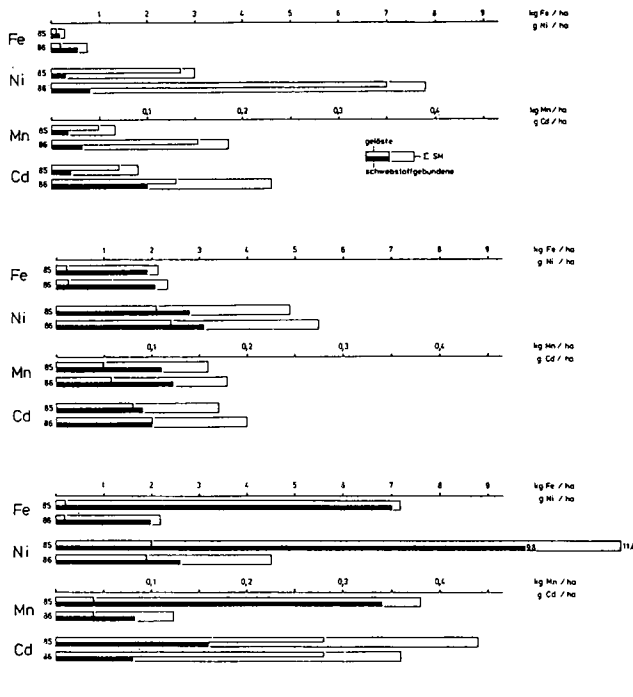 1 2 3 4 5 6 7 8 9 kg Fe / ha
g Ni / ha
Fe 85
86
Ni 85
86
0,1 0,2 0,3 0,4 kg Mn / ha
g Cd / ha
Mn 85
86
Cd 85
86
gelöste
Σ SM
schwebstoffgebundene
1 2 3 4 5 6 7 8 9 kg Fe / ha
g Ni / ha
Fe 85
86
Ni 85
86
0,1 0,2 0,3 0,4 kg Mn / ha
g Cd / ha
Mn 85
86
Cd 85
86
1 2 3 4 5 6 7 8 9 kg Fe / ha
g Ni / ha
Fe 85
86
Ni 85 9,8
86
0,1 0,2 0,3 0,4 kg Mn / ha
g Cd / ha
Mn 85
86
Cd 85
86